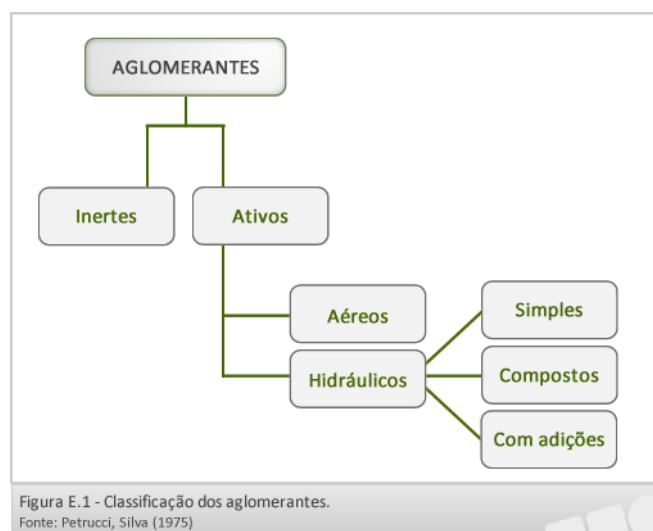 AGLOMERANTES
Inertes
Ativos
Aéreos
Hidráulicos
Simples
Compostos
Com adições
Figura E.1 - Classificação dos aglomerantes.
Fonte: Petrucci, Silva (1975)